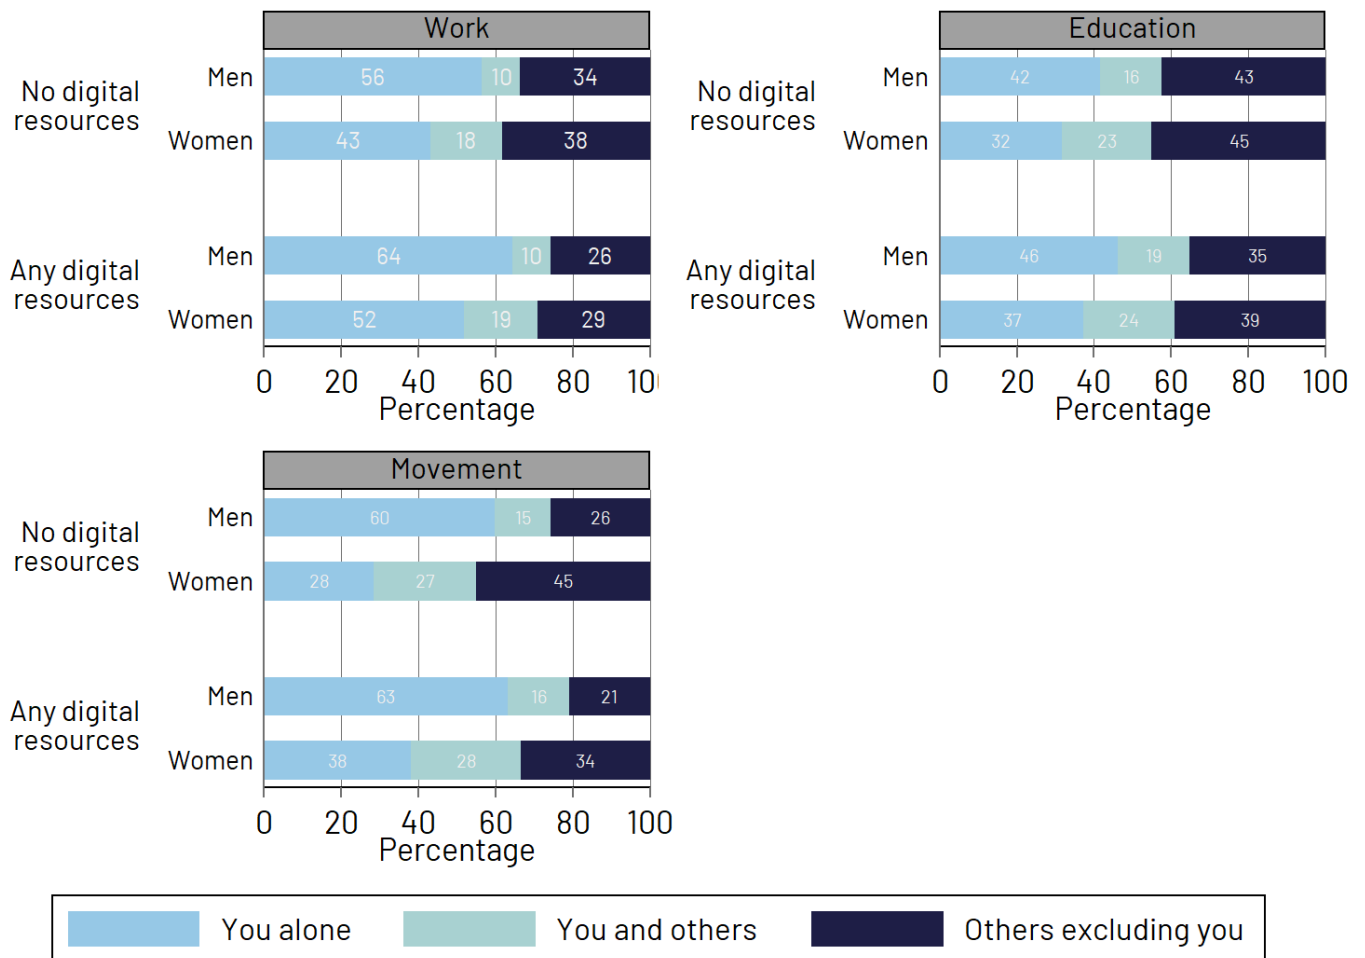 Work
No digital
resources
Men 56 10 34
Women 43 18 38
Any digital
resources
Men 64 10 26
Women 52 19 29
0 20 40 60 80 100
Percentage
Education
No digital
resources
Men 42 16 43
Women 32 23 45
Any digital
resources
Men 46 19 35
Women 37 24 39
0 20 40 60 80 100
Percentage
Movement
No digital
resources
Men 60 15 26
Women 28 27 45
Any digital
resources
Men 63 16 21
Women 38 28 34
0 20 40 60 80 100
Percentage
You alone You and others Others excluding you